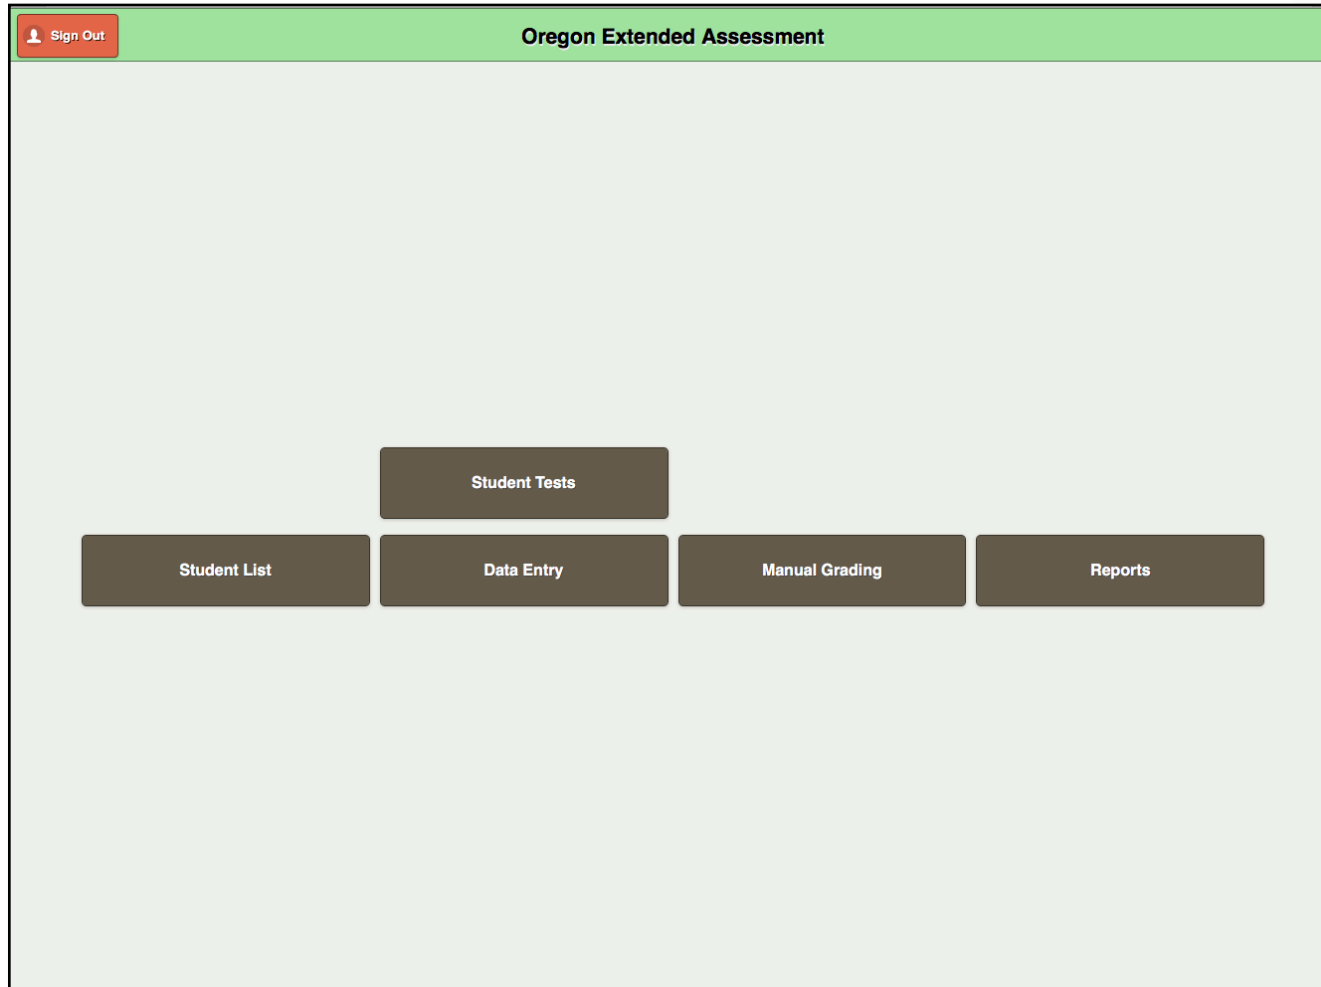 Sign Out
Oregon Extended Assessment
Student Tests
Student List
Data Entry
Manual Grading
Reports